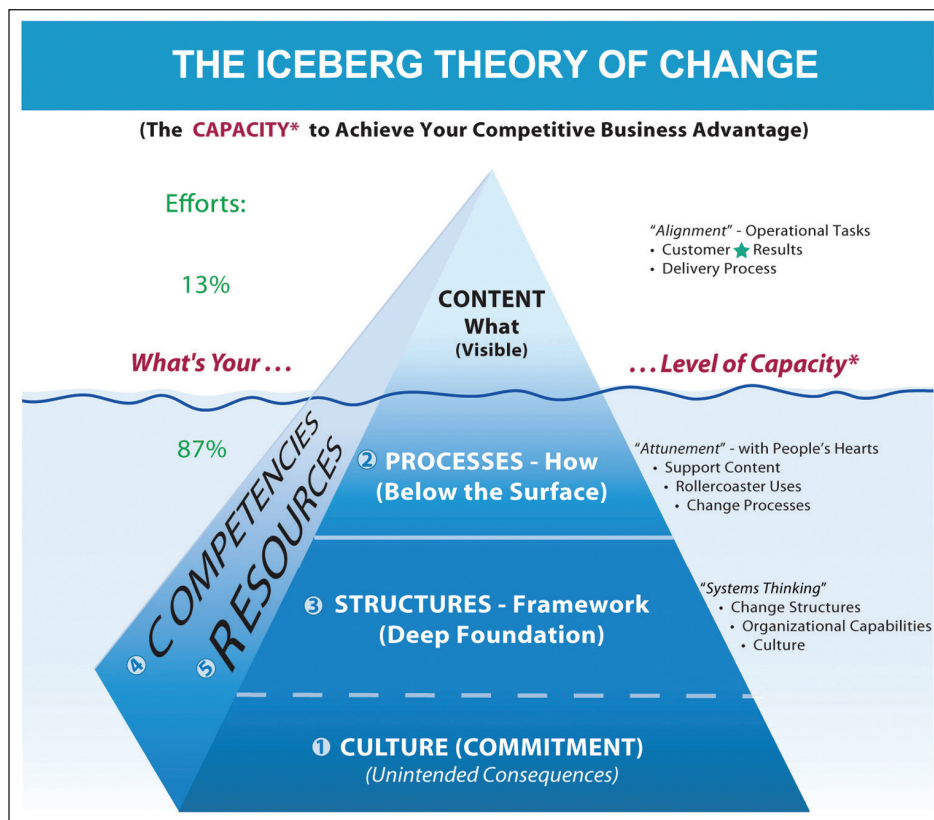 THE ICEBERG THEORY OF CHANGE
(The CAPACITY* to Achieve Your Competitive Business Advantage)
Efforts:
13%
"Alignment" - Operational Tasks
• Customer ★ Results
• Delivery Process
CONTENT
What
(Visible)
What's Your . . .
. . . Level of Capacity*
87%
COMPETENCIES
RESOURCES
2 PROCESSES - How
(Below the Surface)
"Attunement" - with People's Hearts
• Support Content
• Rollercoaster Uses
• Change Processes
3 STRUCTURES - Framework
(Deep Foundation)
"Systems Thinking"
• Change Structures
• Organizational Capabilities
• Culture
4
5
1 CULTURE (COMMITMENT)
(Unintended Consequences)